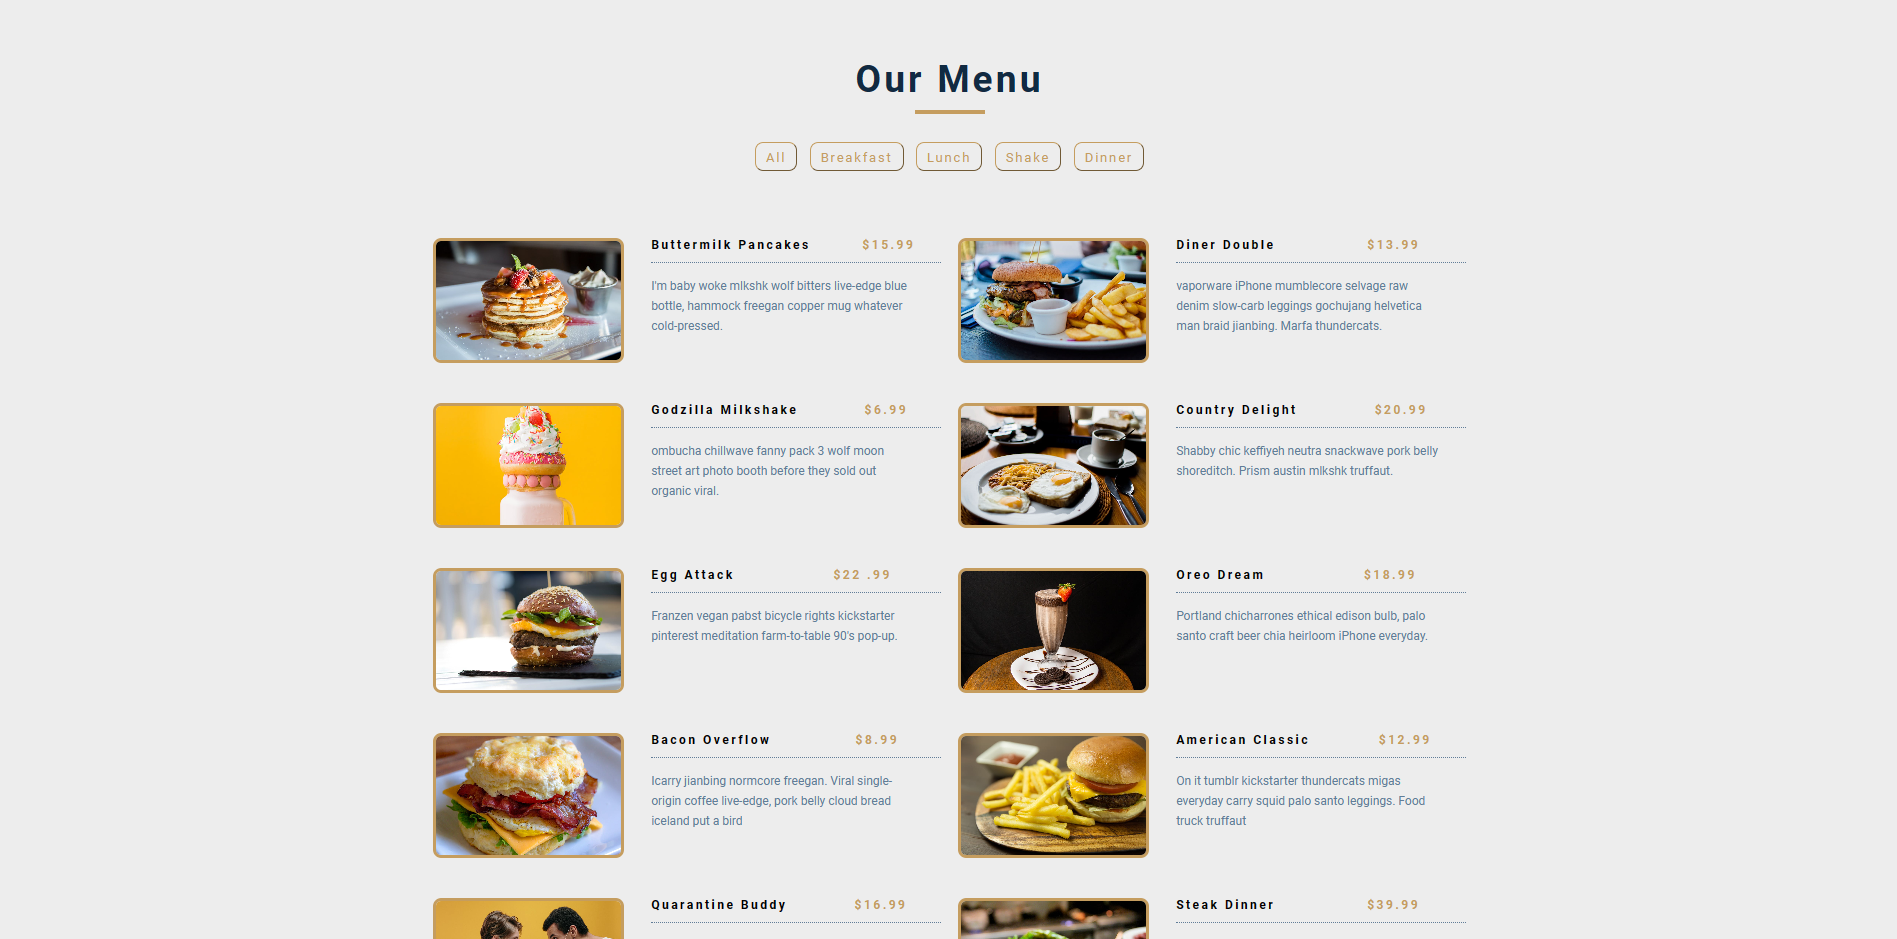 Our Menu
All Breakfast Lunch Shake Dinner
Buttermilk Pancakes $15.99
I'm baby woke mlkshk wolf bitters live-edge blue
bottle, hammock freegan copper mug whatever
cold-pressed.
Diner Double $13.99
vaporware iPhone mumblecore selvage raw
denim slow-carb leggings gochujang helvetica
man braid jianbing. Marfa thundercats.
Godzilla Milkshake $6.99
ombucha chillwave fanny pack 3 wolf moon
street art photo booth before they sold out
organic viral.
Country Delight $20.99
Shabby chic keffiyeh neutra snackwave pork belly
shoreditch. Prism austin mlkshk truffaut.
Egg Attack $22 .99
Franzen vegan pabst bicycle rights kickstarter
pinterest meditation farm-to-table 90's pop-up.
Oreo Dream $18.99
Portland chicharrones ethical edison bulb, palo
santo craft beer chia heirloom iPhone everyday.
Bacon Overflow $8.99
Icarry jianbing normcore freegan. Viral single-
origin coffee live-edge, pork belly cloud bread
iceland put a bird
American Classic $12.99
On it tumblr kickstarter thundercats migas
everyday carry squid palo santo leggings. Food
truck truffaut
Quarantine Buddy $16.99
Steak Dinner $39.99